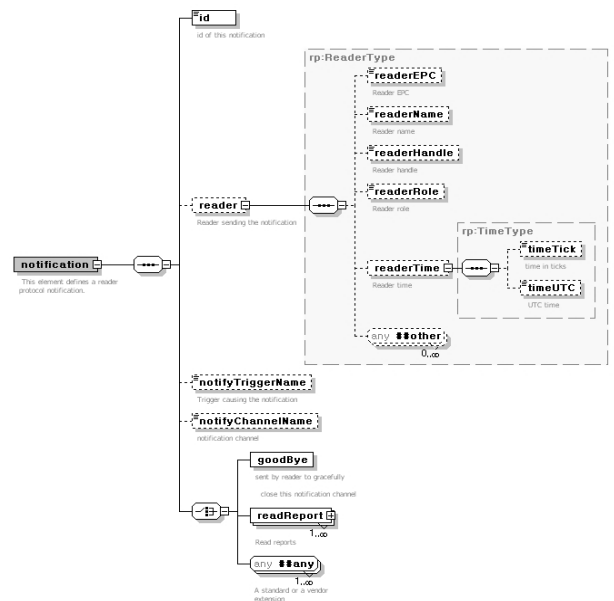 id
id of this notification
rp:ReaderType
readerEPC
Reader EPC
readerName
Reader name
readerHandle
Reader handle
readerRole
Reader role
reader
Reader sending the notification
rp:TimeType
timeTick
time in ticks
readerTime
Reader time
timeUTC
UTC time
notification
This element defines a reader
protocol notification.
any ##other
0..∞
notifyTriggerName
Trigger causing the notification
notifyChannelName
notification channel
goodBye
sent by reader to gracefully
close this notification channel
readReport
1..∞
Read reports
any ##any
1..∞
A standard or a vendor
extension